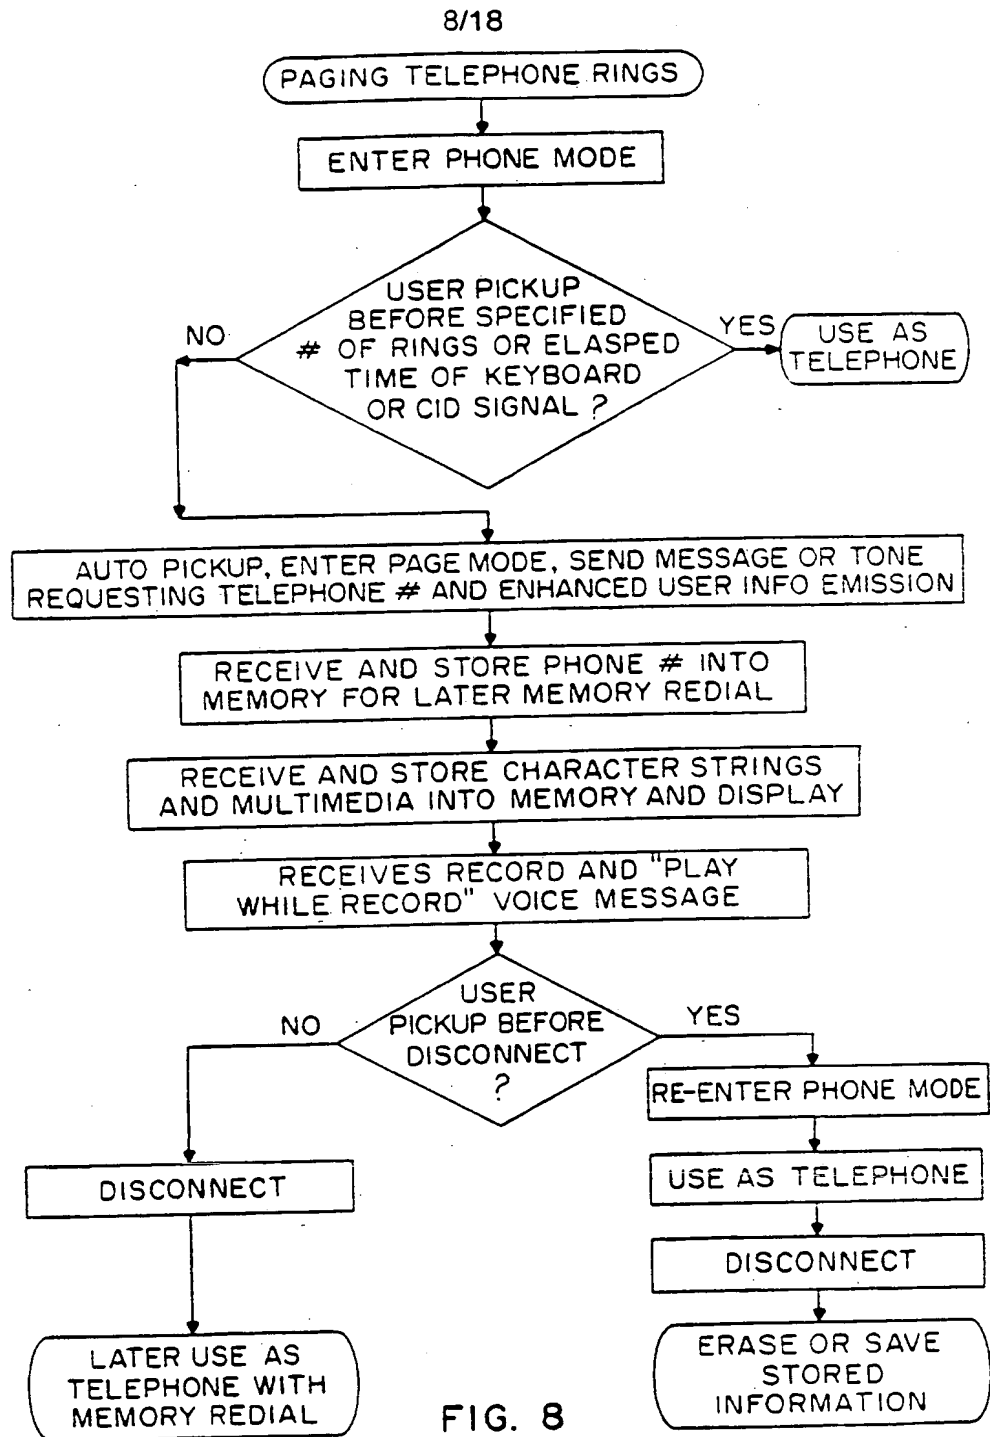 8/18
PAGING TELEPHONE RINGS
ENTER PHONE MODE
USER PICKUP
BEFORE SPECIFIED
# OF RINGS OR ELASPED
TIME OF KEYBOARD
OR CID SIGNAL ?
NO
YES
USE AS
TELEPHONE
AUTO PICKUP, ENTER PAGE MODE, SEND MESSAGE OR TONE
REQUESTING TELEPHONE # AND ENHANCED USER INFO EMISSION
RECEIVE AND STORE PHONE # INTO
MEMORY FOR LATER MEMORY REDIAL
RECEIVE AND STORE CHARACTER STRINGS
AND MULTIMEDIA INTO MEMORY AND DISPLAY
RECEIVES RECORD AND "PLAY
WHILE RECORD" VOICE MESSAGE
USER
PICKUP BEFORE
DISCONNECT
?
NO
YES
DISCONNECT
LATER USE AS
TELEPHONE WITH
MEMORY REDIAL
RE-ENTER PHONE MODE
USE AS TELEPHONE
DISCONNECT
ERASE OR SAVE
STORED
INFORMATION
FIG. 8